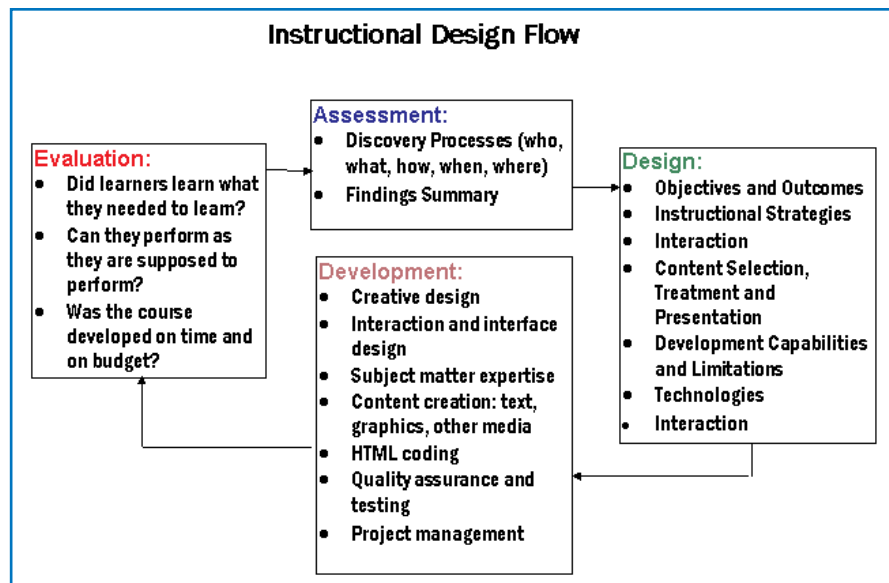 Instructional Design Flow
Assessment:
● Discovery Processes (who,
what, how, when, where)
● Findings Summary
Evaluation:
● Did learners learn what
they needed to learn?
● Can they perform as
they are supposed to
perform?
● Was the course
developed on time and
on budget?
Design:
● Objectives and Outcomes
● Instructional Strategies
● Interaction
● Content Selection,
Treatment and
Presentation
● Development Capabilities
and Limitations
● Technologies
● Interaction
Development:
● Creative design
● Interaction and interface
design
● Subject matter expertise
● Content creation: text,
graphics, other media
● HTML coding
● Quality assurance and
testing
● Project management